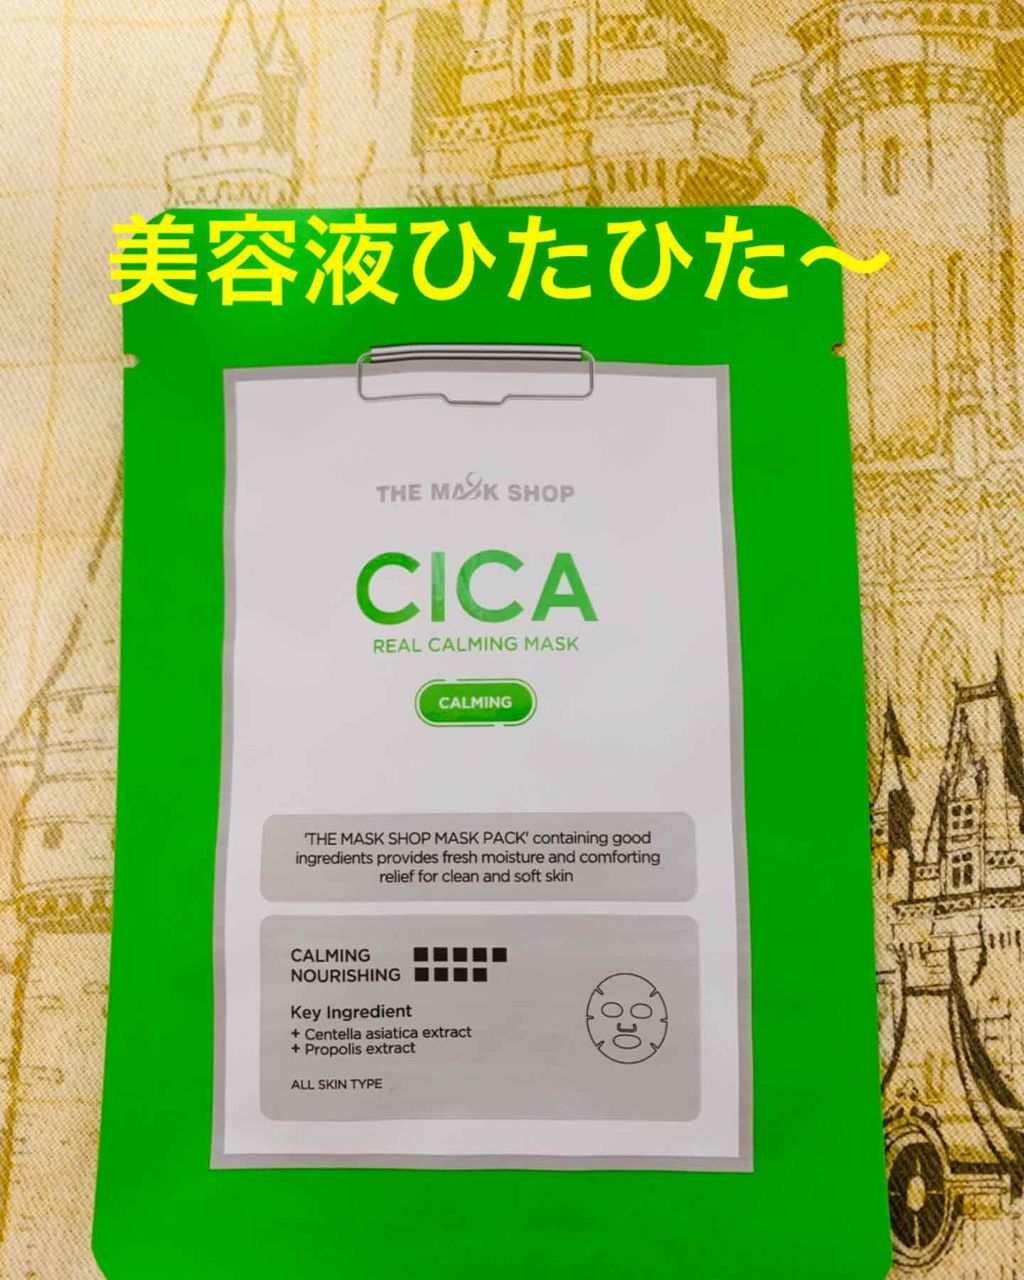 美容液ひたひた〜
THE MASK SHOP
CICA
REAL CALMING MASK
CALMING
'THE MASK SHOP MASK PACK' containing good
ingredients provides fresh moisture and comforting
relief for clean and soft skin
CALMING
NOURISHING
Key Ingredient
+ Centella asiatica extract
+ Propolis extract
ALL SKIN TYPE